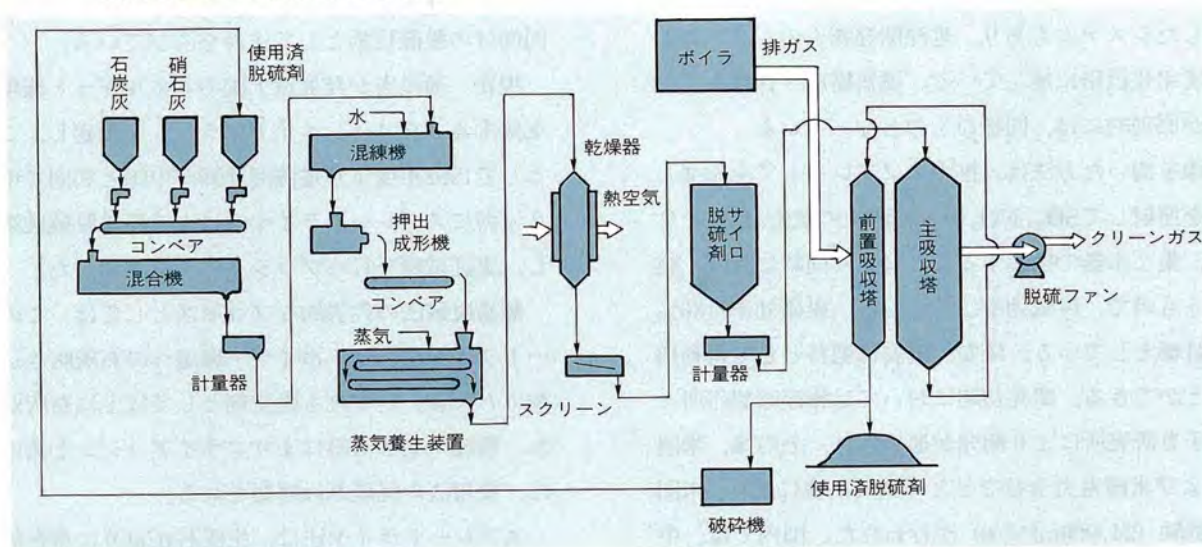 石炭灰
硝石灰
使用済
脱硫剤
コンベア
混合機
計量器
水
混練機
押出
成形機
コンベア
蒸気
蒸気養生装置
乾燥器
熱空気
スクリーン
ボイラ
排ガス
脱硫剤
サイロ
計量器
破砕機
前置吸収塔
主吸収塔
クリーンガス
脱硫ファン
使用済脱硫剤